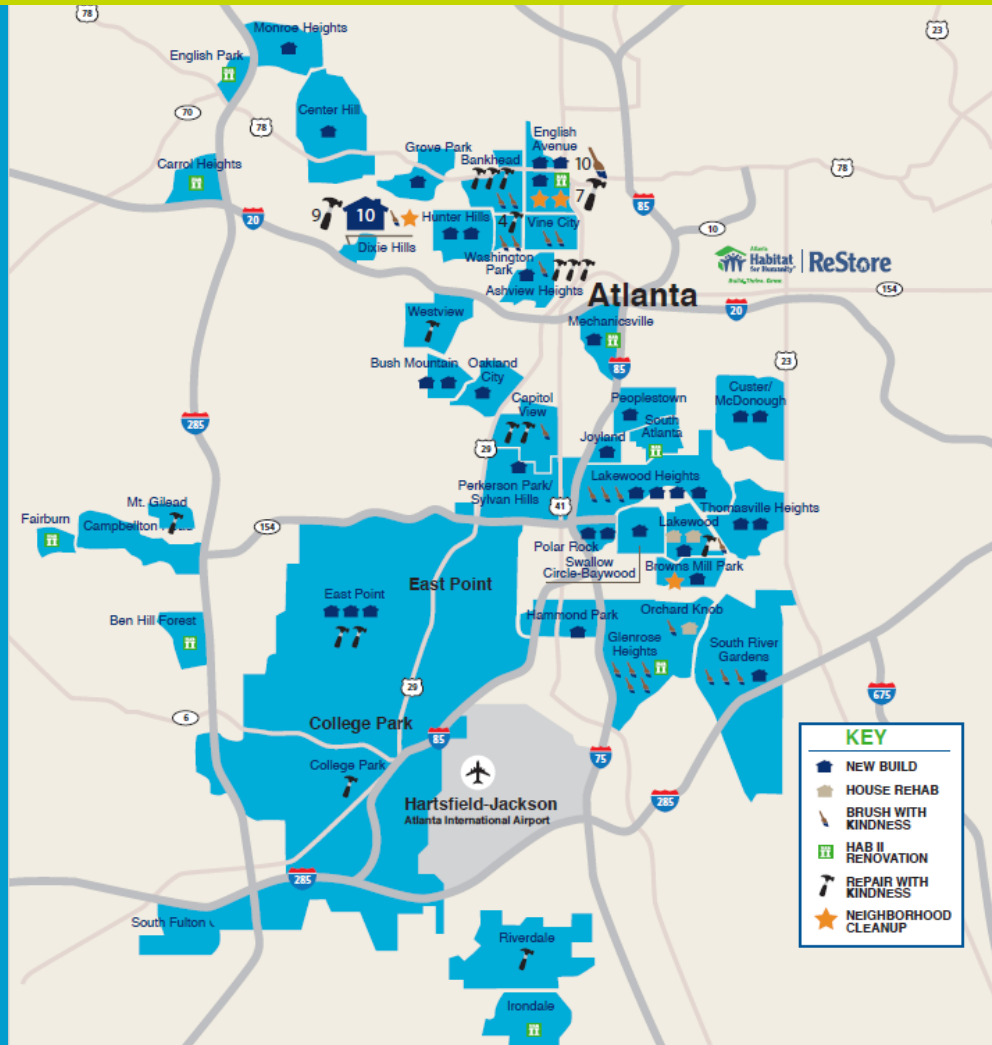 78
23
Monroe Heights
English Park
70
78
Center Hill
Grove Park
Bankhead
English
Avenue
10
7
78
Carrol Heights
20
9
10
Hunter Hills
4
Vine City
85
10
Dixie Hills
Washington
Park
Ashview Heights
Atlanta
Habitat
for Humanity®
Build. Thrive. Grow.
ReStore
154
Atlanta
20
Westview
Mechanicsville
85
23
Bush Mountain
Oakland
City
Capitol
View
Peoplestown
South
Atlanta
Custer/
McDonough
285
29
Joyland
Perkerson Park/
Sylvan Hills
Lakewood Heights
41
Mt. Gilead
Fairburn
Campbellton
154
Thomasville Heights
Lakewood
Polar Rock
Swallow
Circle-Baywood
Browns Mill Park
East Point
East Point
Ben Hill Forest
Hammond Park
Orchard Knob
Glenrose
Heights
South River
Gardens
29
675
6
College Park
85
College Park
75
285
Hartsfield-Jackson
Atlanta International Airport
KEY
NEW BUILD
HOUSE REHAB
BRUSH WITH
KINDNESS
HAB II
RENOVATION
REPAIR WITH
KINDNESS
NEIGHBORHOOD
CLEANUP
285
South Fulton
Riverdale
Irondale